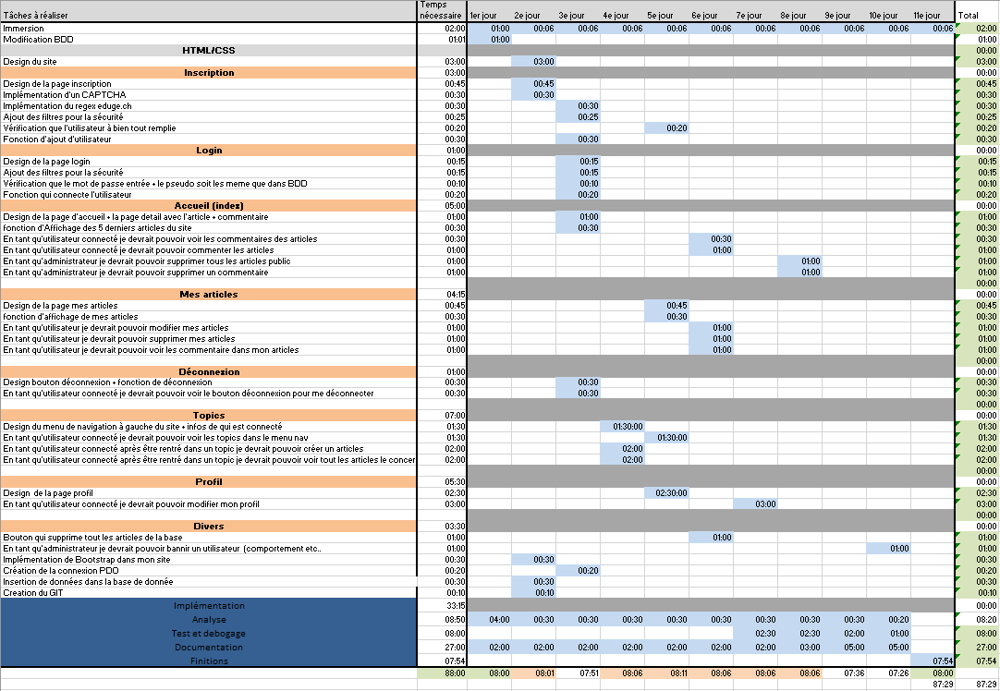 Tâches à réaliser Temps nécessaire 1er jour 2e jour 3e jour 4e jour 5e jour 6e jour 7e jour 8e jour 9e jour 10e jour 11e jour Total
Immersion 02:00 01:00 00:06 00:06 00:06 00:06 00:06 00:06 00:06 00:06 00:06 00:06 02:00
Modification BDD 01:01 01:00 01:00
HTML/CSS 00:00
Design du site 03:00 03:00 03:00
Inscription 03:00 00:00
Design de la page inscription 00:45 00:45 00:45
Implémentation d'un CAPTCHA 00:30 00:30 00:30
Implémentation du regex eduge.ch 00:30 00:30 00:30
Ajout des filtres pour la sécurité 00:25 00:25 00:25
Vérification que l'utilisateur à bien tout remplie 00:20 00:20 00:20
Fonction d'ajout d'utilisateur 00:30 00:30 00:30
Login 01:00 00:00
Design de la page login 00:15 00:15 00:15
Ajout des filtres pour la sécurité 00:15 00:15 00:15
Vérification que le mot de passe entrée + le pseudo soit les meme que dans BDD 00:10 00:10 00:10
Fonction qui connecte l'utilisateur 00:20 00:20 00:20
Accueil (index) 05:00 00:00
Design de la page d'accueil + la page detail avec l'article + commentaire 01:00 01:00 01:00
fonction d'Affichage des 5 derniers articles du site 00:30 00:30 00:30
En tant qu'utilisateur connecté je devrait pouvoir voir les commentaires des articles 00:30 00:30 00:30
En tant qu'utilisateur connecté je devrait pouvoir commenter les articles 01:00 01:00 01:00
En tant qu'administrateur je devrait pouvoir supprimer tous les articles public 01:00 01:00 01:00
En tant qu'administrateur je devrait pouvoir supprimer un commentaire 01:00 01:00 01:00
00:00
Mes articles 04:15 00:00
Design de la page mes articles 00:45 00:45 00:45
fonction d'affichage de mes articles 00:30 00:30 00:30
En tant qu'utilisateur je devrait pouvoir modifier mes articles 01:00 01:00 01:00
En tant qu'utilisateur je devrait pouvoir supprimer mes articles 01:00 01:00 01:00
En tant qu'utilisateur je devrait pouvoir voir les commentaire dans mon articles 01:00 01:00 01:00
00:00
Déconnexion 01:00 00:00
Design bouton déconnexion + fonction de déconnexion 00:30 00:30 00:30
En tant qu'utilisateur connecté je devrait pouvoir voir le bouton déconnexion pour me déconnecter 00:30 00:30 00:30
00:00
Topics 07:00 00:00
Design du menu de navigation à gauche du site + infos de qui est connecté 01:30 01:30:00 01:30
En tant qu'utilisateur connecté je devrait pouvoir voir les topics dans le menu nav 01:30 01:30:00 01:30
En tant qu'utilisateur connecté après être rentré dans un topic je devrait pouvoir créer un articles 02:00 02:00 02:00
En tant qu'utilisateur connecté après être rentré dans un topic je devrait pouvoir voir tout les articles le concer 02:00 02:00 02:00
00:00
Profil 05:30 00:00
Design de la page profil 02:30 02:30:00 02:30
En tant qu'utilisateur connecté je devrait pouvoir modifier mon profil 03:00 03:00 03:00
00:00
Divers 03:30 00:00
Bouton qui supprime tout les articles de la base 01:00 01:00 01:00
En tant qu'administrateur je devrait pouvoir bannir un utilisateur (comportement etc.. 01:00 01:00 01:00
Implémentation de Bootstrap dans mon site 00:30 00:30 00:30
Création de la connexion PDO 00:20 00:20 00:20
Insertion de données dans la base de donnée 00:30 00:30 00:30
Creation du GIT 00:10 00:10 00:10
Implémentation 33:15 00:00
Analyse 08:50 04:00 00:30 00:30 00:30 00:30 00:30 00:30 00:30 00:30 00:20 08:20
Test et debogage 08:00 02:30 02:30 02:00 01:00 08:00
Documentation 27:00 02:00 02:00 02:00 02:00 02:00 02:00 02:00 03:00 05:00 05:00 27:00
Finitions 07:54 07:54 07:54
88:00 08:00 08:01 07:51 08:06 08:11 08:06 08:06 08:06 07:36 07:26 08:00
87:29 87:29